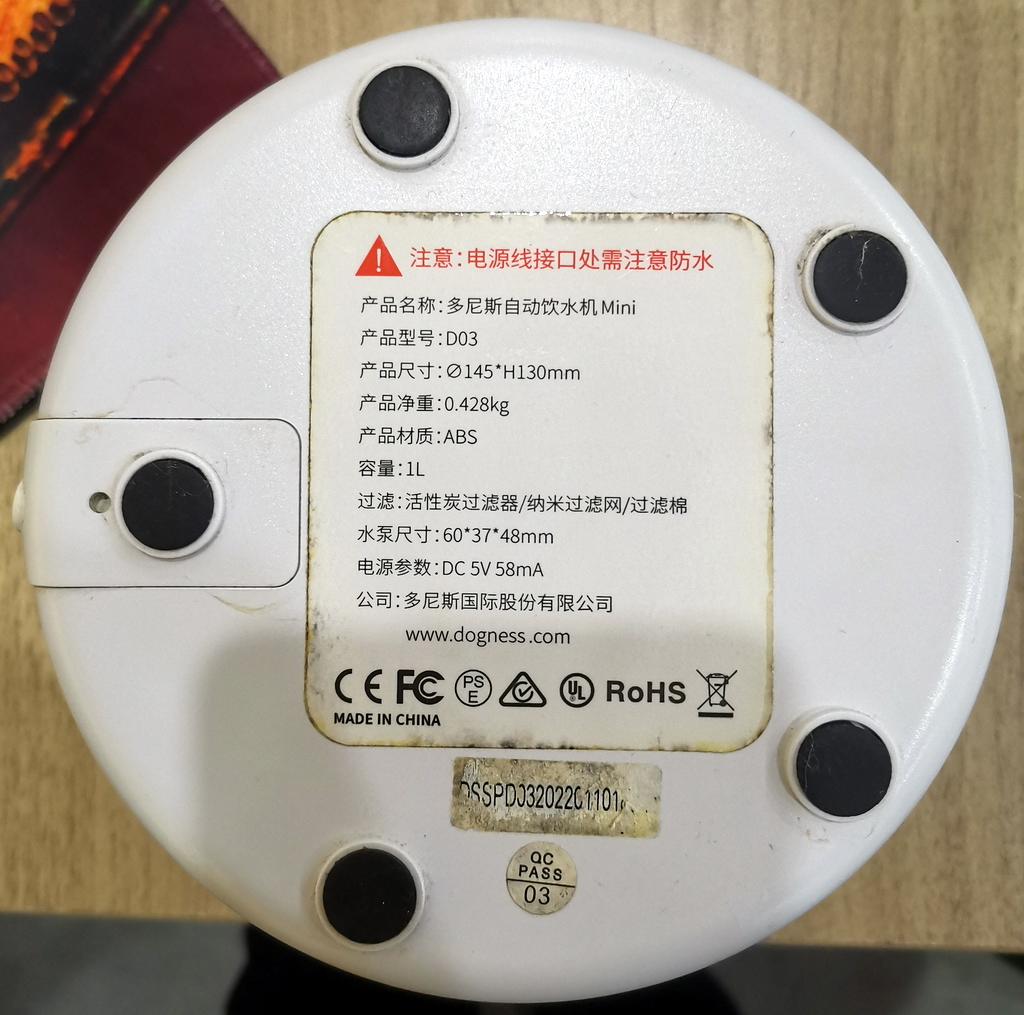 注意:电源线接口处需注意防水
产品名称:多尼斯自动饮水机Mini
产品型号:D03
产品尺寸:∅145*H130mm
产品净重:0.428kg
产品材质:ABS
容量:1L
过滤:活性炭过滤器/纳米过滤网/过滤棉
水泵尺寸:60*37*48mm
电源参数:DC 5V 58mA
公司:多尼斯国际股份有限公司
www.dogness.com
CE FC PSE UL RoHS
MADE IN CHINA
QC
PASS
03